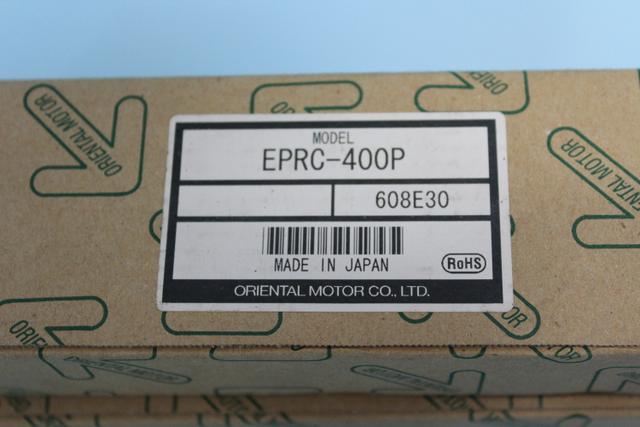 MODEL
EPRC-400P
608E30
MADE IN JAPAN
RoHS
ORIENTAL MOTOR CO., LTD.
ORIENTAL MOTOR
ORIENTAL MOTOR